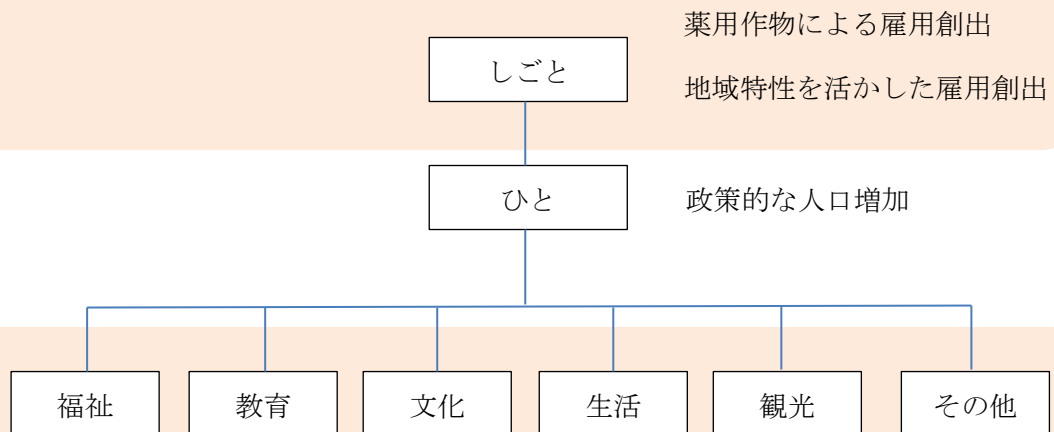 薬用作物による雇用創出
しごと
地域特性を活かした雇用創出
ひと
政策的な人口増加
福祉
教育
文化
生活
観光
その他